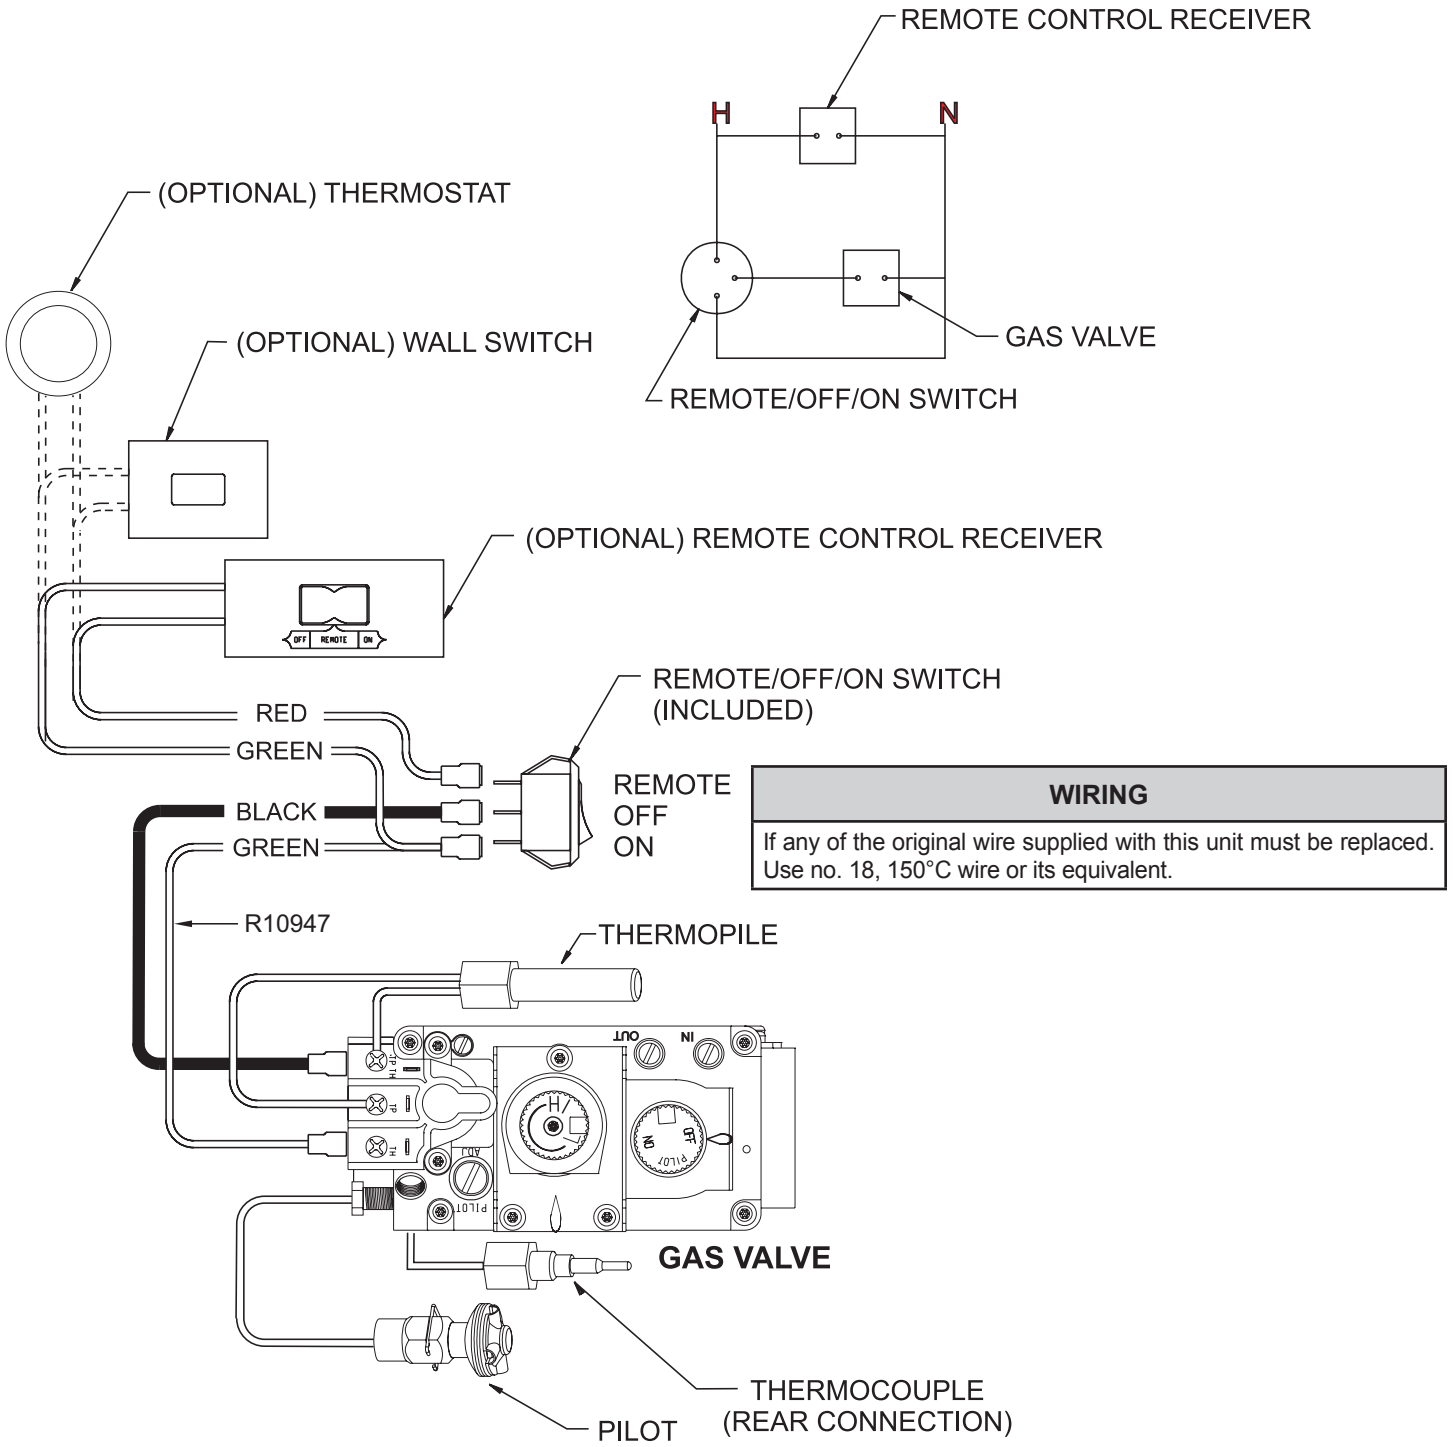 REMOTE CONTROL RECEIVER
H
N
(OPTIONAL) THERMOSTAT
(OPTIONAL) WALL SWITCH
GAS VALVE
REMOTE/OFF/ON SWITCH
(OPTIONAL) REMOTE CONTROL RECEIVER
OFF REMOTE ON
REMOTE/OFF/ON SWITCH
(INCLUDED)
RED
GREEN
BLACK
GREEN
REMOTE
OFF
ON
WIRING
If any of the original wire supplied with this unit must be replaced.
Use no. 18, 150°C wire or its equivalent.
R10947
THERMOPILE
OUT
IN
TP TH
TP
TH
ADJ
PILOT
H
OFF
PILOT
ON
GAS VALVE
THERMOCOUPLE
(REAR CONNECTION)
PILOT